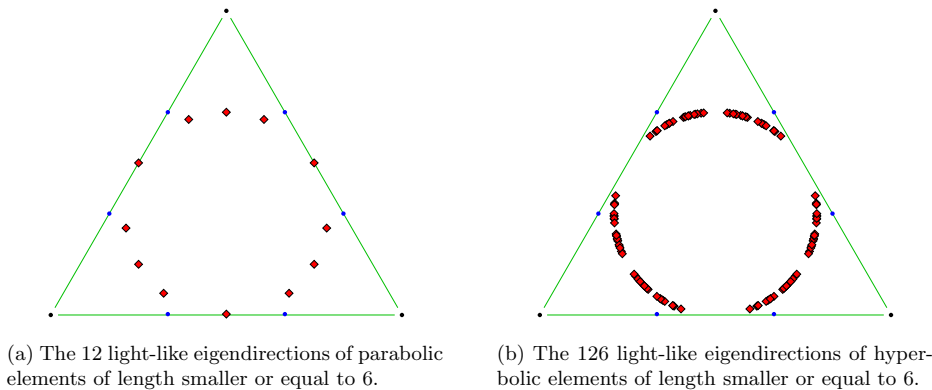 (a) The 12 light-like eigendirections of parabolic
elements of length smaller or equal to 6.
(b) The 126 light-like eigendirections of hyper-
bolic elements of length smaller or equal to 6.